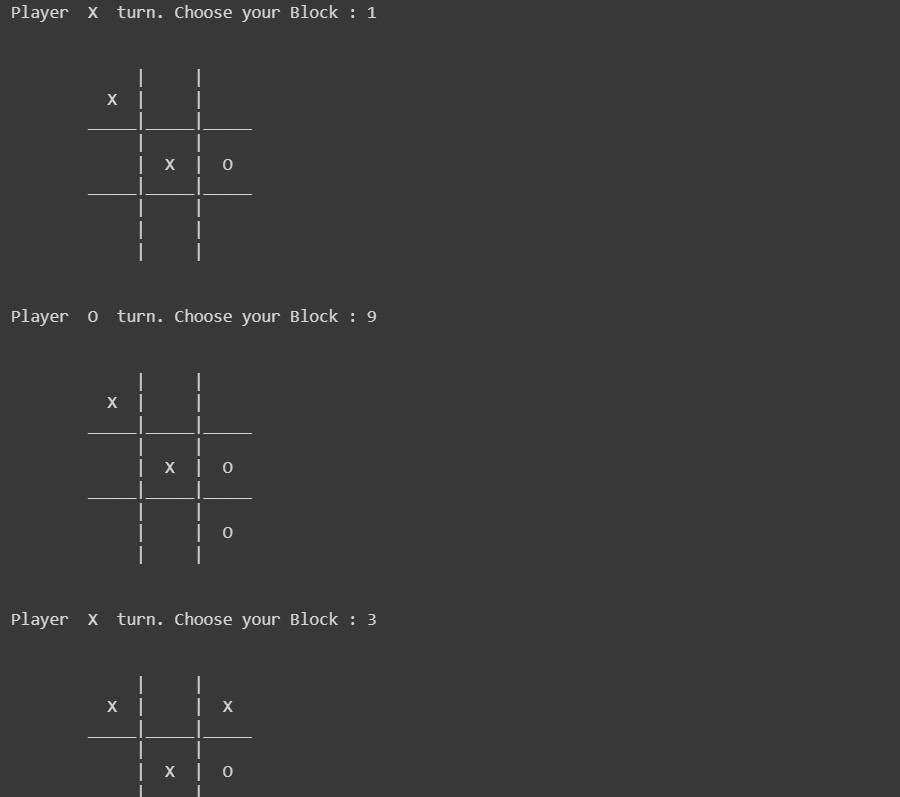 Player  X  turn. Choose your Block : 1
     |     |
  X  |     |
_____|_____|_____
     |     |
     |  X  |  O
_____|_____|_____
     |     |
     |     |
     |     |
Player  O  turn. Choose your Block : 9
     |     |
  X  |     |
_____|_____|_____
     |     |
     |  X  |  O
_____|_____|_____
     |     |
     |     |  O
     |     |
Player  X  turn. Choose your Block : 3
     |     |
  X  |     |  X
_____|_____|_____
     |     |
     |  X  |  O
     |     |